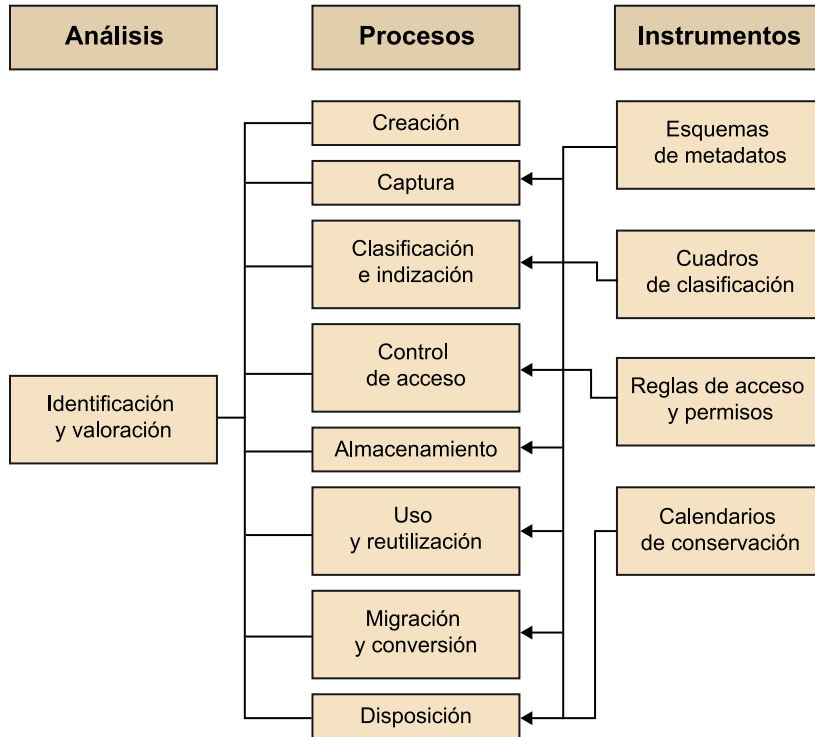 Análisis
Procesos
Instrumentos
Identificación
y valoración
Creación
Captura
Clasificación
e indización
Control
de acceso
Almacenamiento
Uso
y reutilización
Migración
y conversión
Disposición
Esquemas
de metadatos
Cuadros
de clasificación
Reglas de acceso
y permisos
Calendarios
de conservación